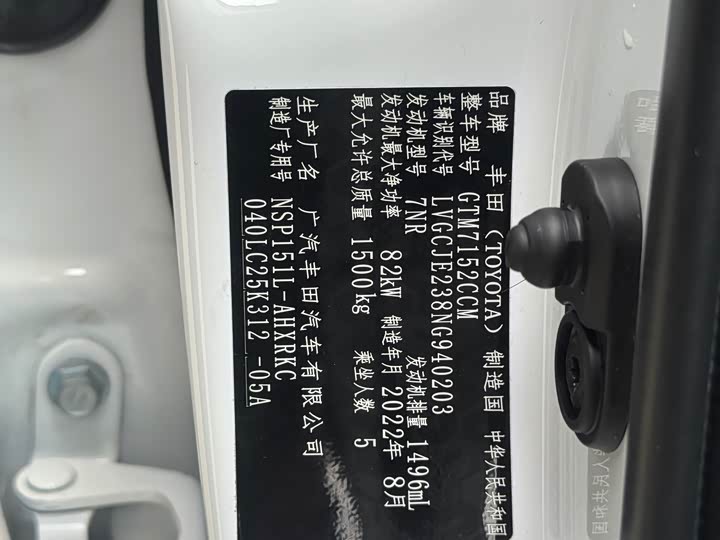 品牌 丰田（TOYOTA） 制造国 中华人民共和国
整车型号 GTM7152CCM
车辆识别代号 LVGCJE238NG940203
发动机型号 7NR 发动机排量 1496mL
发动机最大净功率 82kW 制造年月 2022年 8月
最大允许总质量 1500kg 乘坐人数 5
生产厂名 广汽丰田汽车有限公司
制造厂专用号 NSP151L-AHXRKC
040LC25K312 -05A